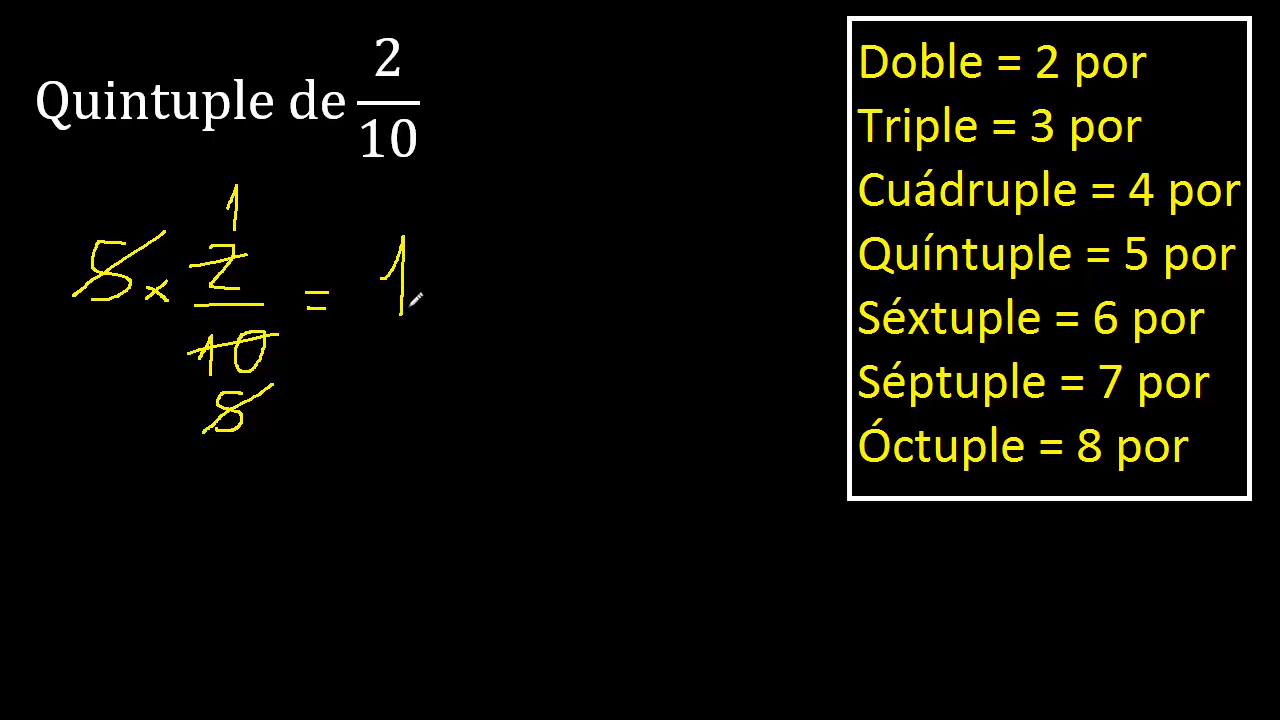 Quintuple de 2/10
1
5 × 2/10 = 1
5
Doble = 2 por
Triple = 3 por
Cuádruple = 4 por
Quíntuple = 5 por
Séxtuple = 6 por
Séptuple = 7 por
Óctuple = 8 por